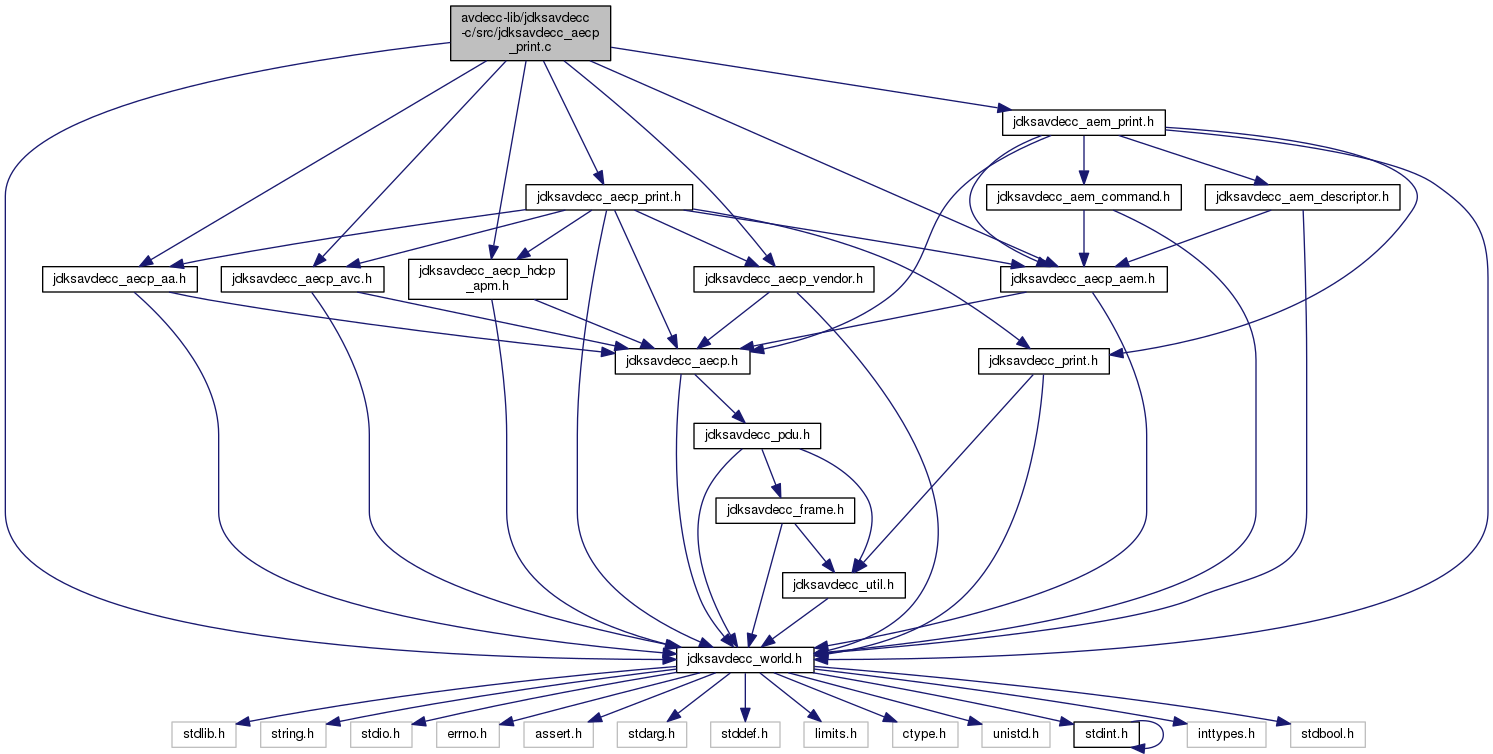 avdecc-lib/jdksavdecc
-c/src/jdksavdecc_aecp
_print.c
jdksavdecc_aem_print.h
jdksavdecc_aecp_print.h
jdksavdecc_aem_command.h
jdksavdecc_aem_descriptor.h
jdksavdecc_aecp_aa.h
jdksavdecc_aecp_avc.h
jdksavdecc_aecp_hdcp
_apm.h
jdksavdecc_aecp_vendor.h
jdksavdecc_aecp_aem.h
jdksavdecc_aecp.h
jdksavdecc_print.h
jdksavdecc_pdu.h
jdksavdecc_frame.h
jdksavdecc_util.h
jdksavdecc_world.h
stdlib.h
string.h
stdio.h
errno.h
assert.h
stdarg.h
stddef.h
limits.h
ctype.h
unistd.h
stdint.h
inttypes.h
stdbool.h